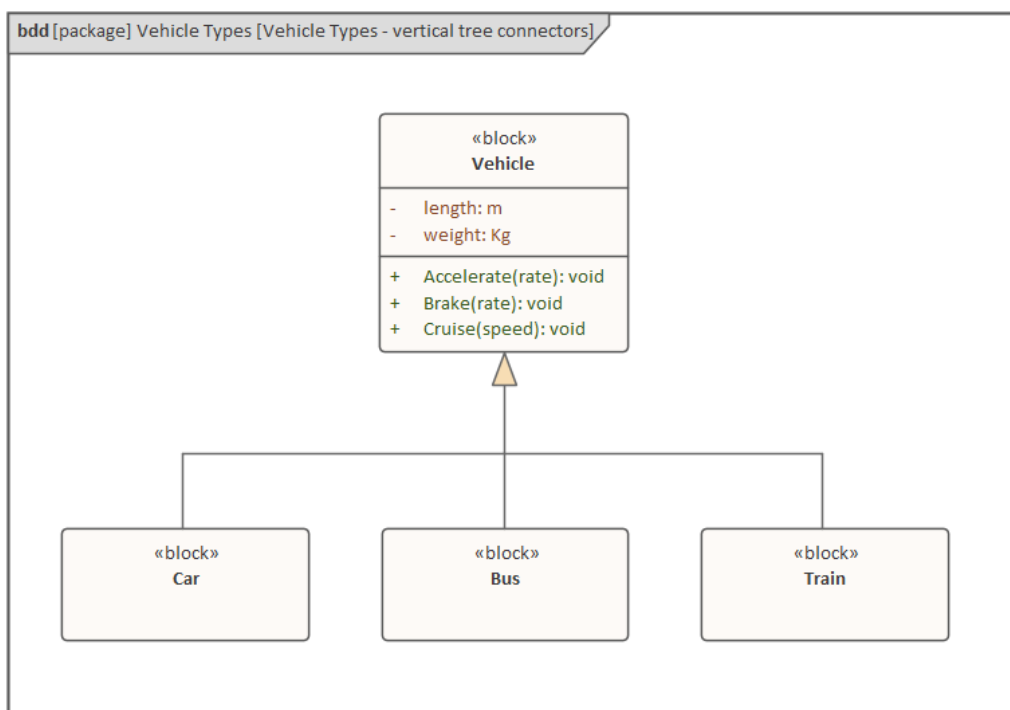 bdd [package] Vehicle Types [Vehicle Types - vertical tree connectors]
«block»
Vehicle
- length: m
- weight: Kg
+ Accelerate(rate): void
+ Brake(rate): void
+ Cruise(speed): void
«block»
Car
«block»
Bus
«block»
Train